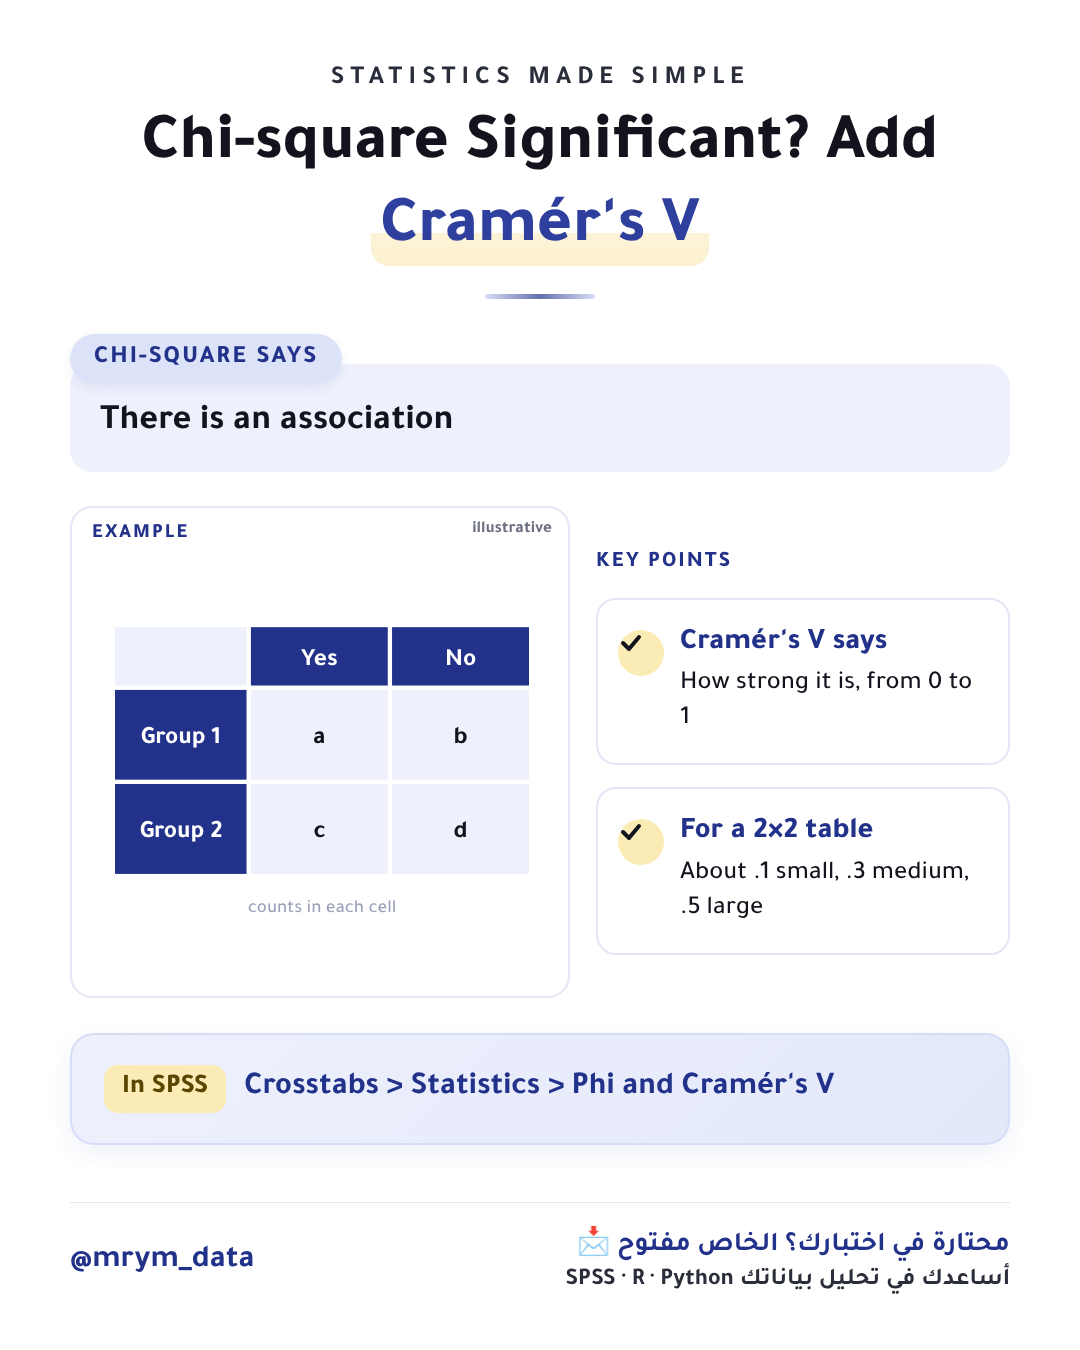 STATISTICS MADE SIMPLE
Chi-square Significant? Add
Cramér's V
CHI-SQUARE SAYS
There is an association
EXAMPLE
illustrative
Yes No
Group 1 a b
Group 2 c d
counts in each cell
KEY POINTS
Cramér's V says
How strong it is, from 0 to
1
For a 2×2 table
About .1 small, .3 medium,
.5 large
In SPSS Crosstabs > Statistics > Phi and Cramér's V
@mrym_data
محتارة في اختبارك؟ الخاص مفتوح 📩
أساعدك في تحليل بياناتك SPSS · R · Python